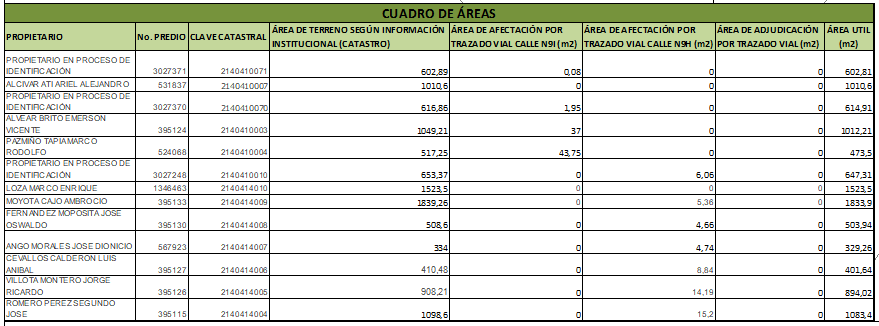 CUADRO DE ÁREAS
PROPIETARIO No. PREDIO CLAVE CATASTRAL ÁREA DE TERRENO SEGÚN INFORMACIÓN INSTITUCIONAL (CATASTRO) ÁREA DE AFECTACIÓN POR TRAZADO VIAL CALLE N9I (m2) ÁREA DE AFECTACIÓN POR TRAZADO VIAL CALLE N9H (m2) ÁREA DE ADJUDICACIÓN POR TRAZADO VIAL (m2) ÁREA UTIL (m2)
PROPIETARIO EN PROCESO DE
IDENTIFICACIÓN 3027371 2140410071 602,89 0,08 0 0 602,81
ALCIVAR ATI ARIEL ALEJANDRO 531837 2140410007 1010,6 0 0 0 1010,6
PROPIETARIO EN PROCESO DE
IDENTIFICACIÓN 3027370 2140410070 616,86 1,95 0 0 614,91
ALVEAR BRITO EMERSON
VICENTE 395124 2140410003 1049,21 37 0 0 1012,21
PAZMIÑO TAPIA MARCO
RODOLFO 524068 2140410004 517,25 43,75 0 0 473,5
PROPIETARIO EN PROCESO DE
IDENTIFICACIÓN 3027248 2140410010 653,37 0 6,06 0 647,31
LOZA MARCO ENRIQUE 1346463 2140414010 1523,5 0 0 0 1523,5
MOYOTA CAJO AMBROCIO 395133 2140414009 1839,26 0 5,36 0 1833,9
FERNANDEZ MOPOSITA JOSE
OSWALDO 395130 2140414008 508,6 0 4,66 0 503,94
ANGO MORALES JOSE DIONICIO 567923 2140414007 334 0 4,74 0 329,26
CEVALLOS CALDERON LUIS
ANIBAL 395127 2140414006 410,48 0 8,84 0 401,64
VILLOTA MONTERO JORGE
RICARDO 395126 2140414005 908,21 0 14,19 0 894,02
ROMERO PEREZ SEGUNDO
JOSE 395115 2140414004 1098,6 0 15,2 0 1083,4